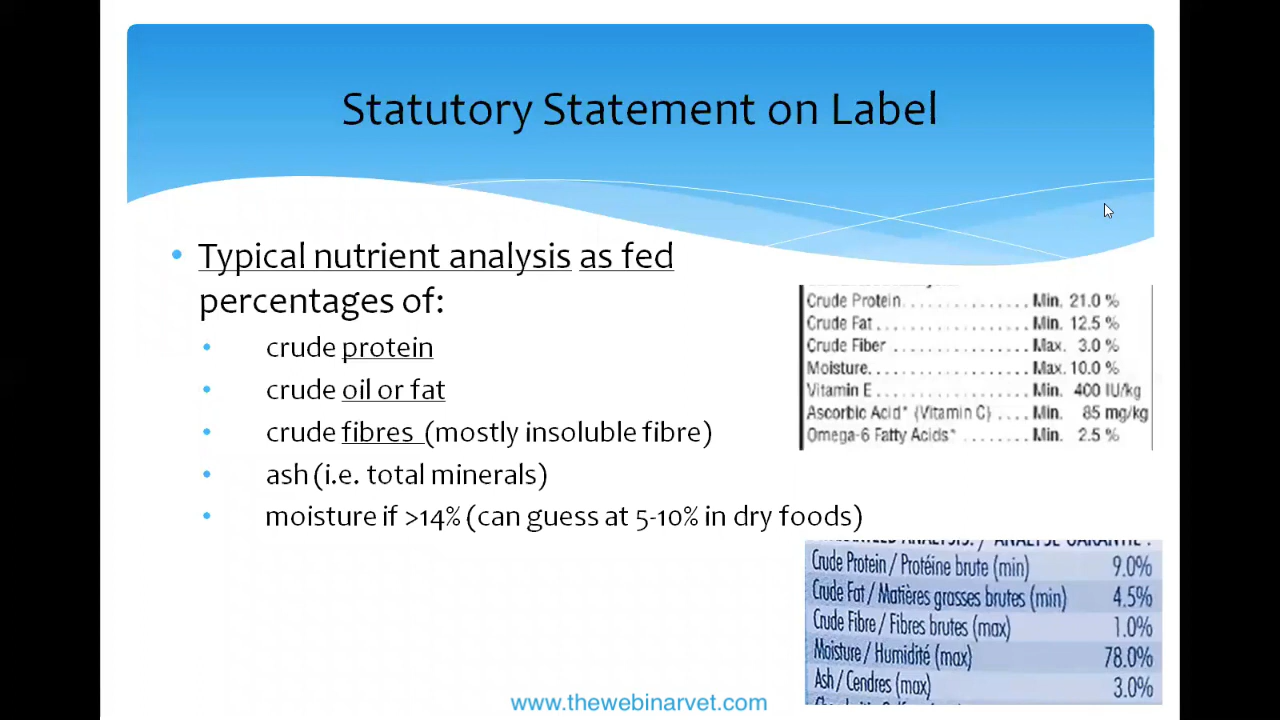 Statutory Statement on Label
Typical nutrient analysis as fed
percentages of:
crude protein
crude oil or fat
crude fibres (mostly insoluble fibre)
ash (i.e. total minerals)
moisture if >14% (can guess at 5-10% in dry foods)
Crude Protein. . . . . . . . . . . . . . . . Min. 21.0 %
Crude Fat . . . . . . . . . . . . . . . . . . . Min. 12.5 %
Crude Fiber . . . . . . . . . . . . . . . . . Max. 3.0 %
Moisture. . . . . . . . . . . . . . . . . . . . Max. 10.0 %
Vitamin E . . . . . . . . . . . . . . . . . . . Min. 400 IU/kg
Ascorbic Acid* (Vitamin C) . . . . Min. 85 mg/kg
Omega-6 Fatty Acids* . . . . . . . . Min. 2.5 %
ANALYSIS. / ANALYSE GARANTIE :
Crude Protein / Protéine brute (min) 9.0%
Crude Fat / Matières grasses brutes (min) 4.5%
Crude Fibre / Fibres brutes (max) 1.0%
Moisture / Humidité (max) 78.0%
Ash / Cendres (max) 3.0%
www.thewebinarvet.com